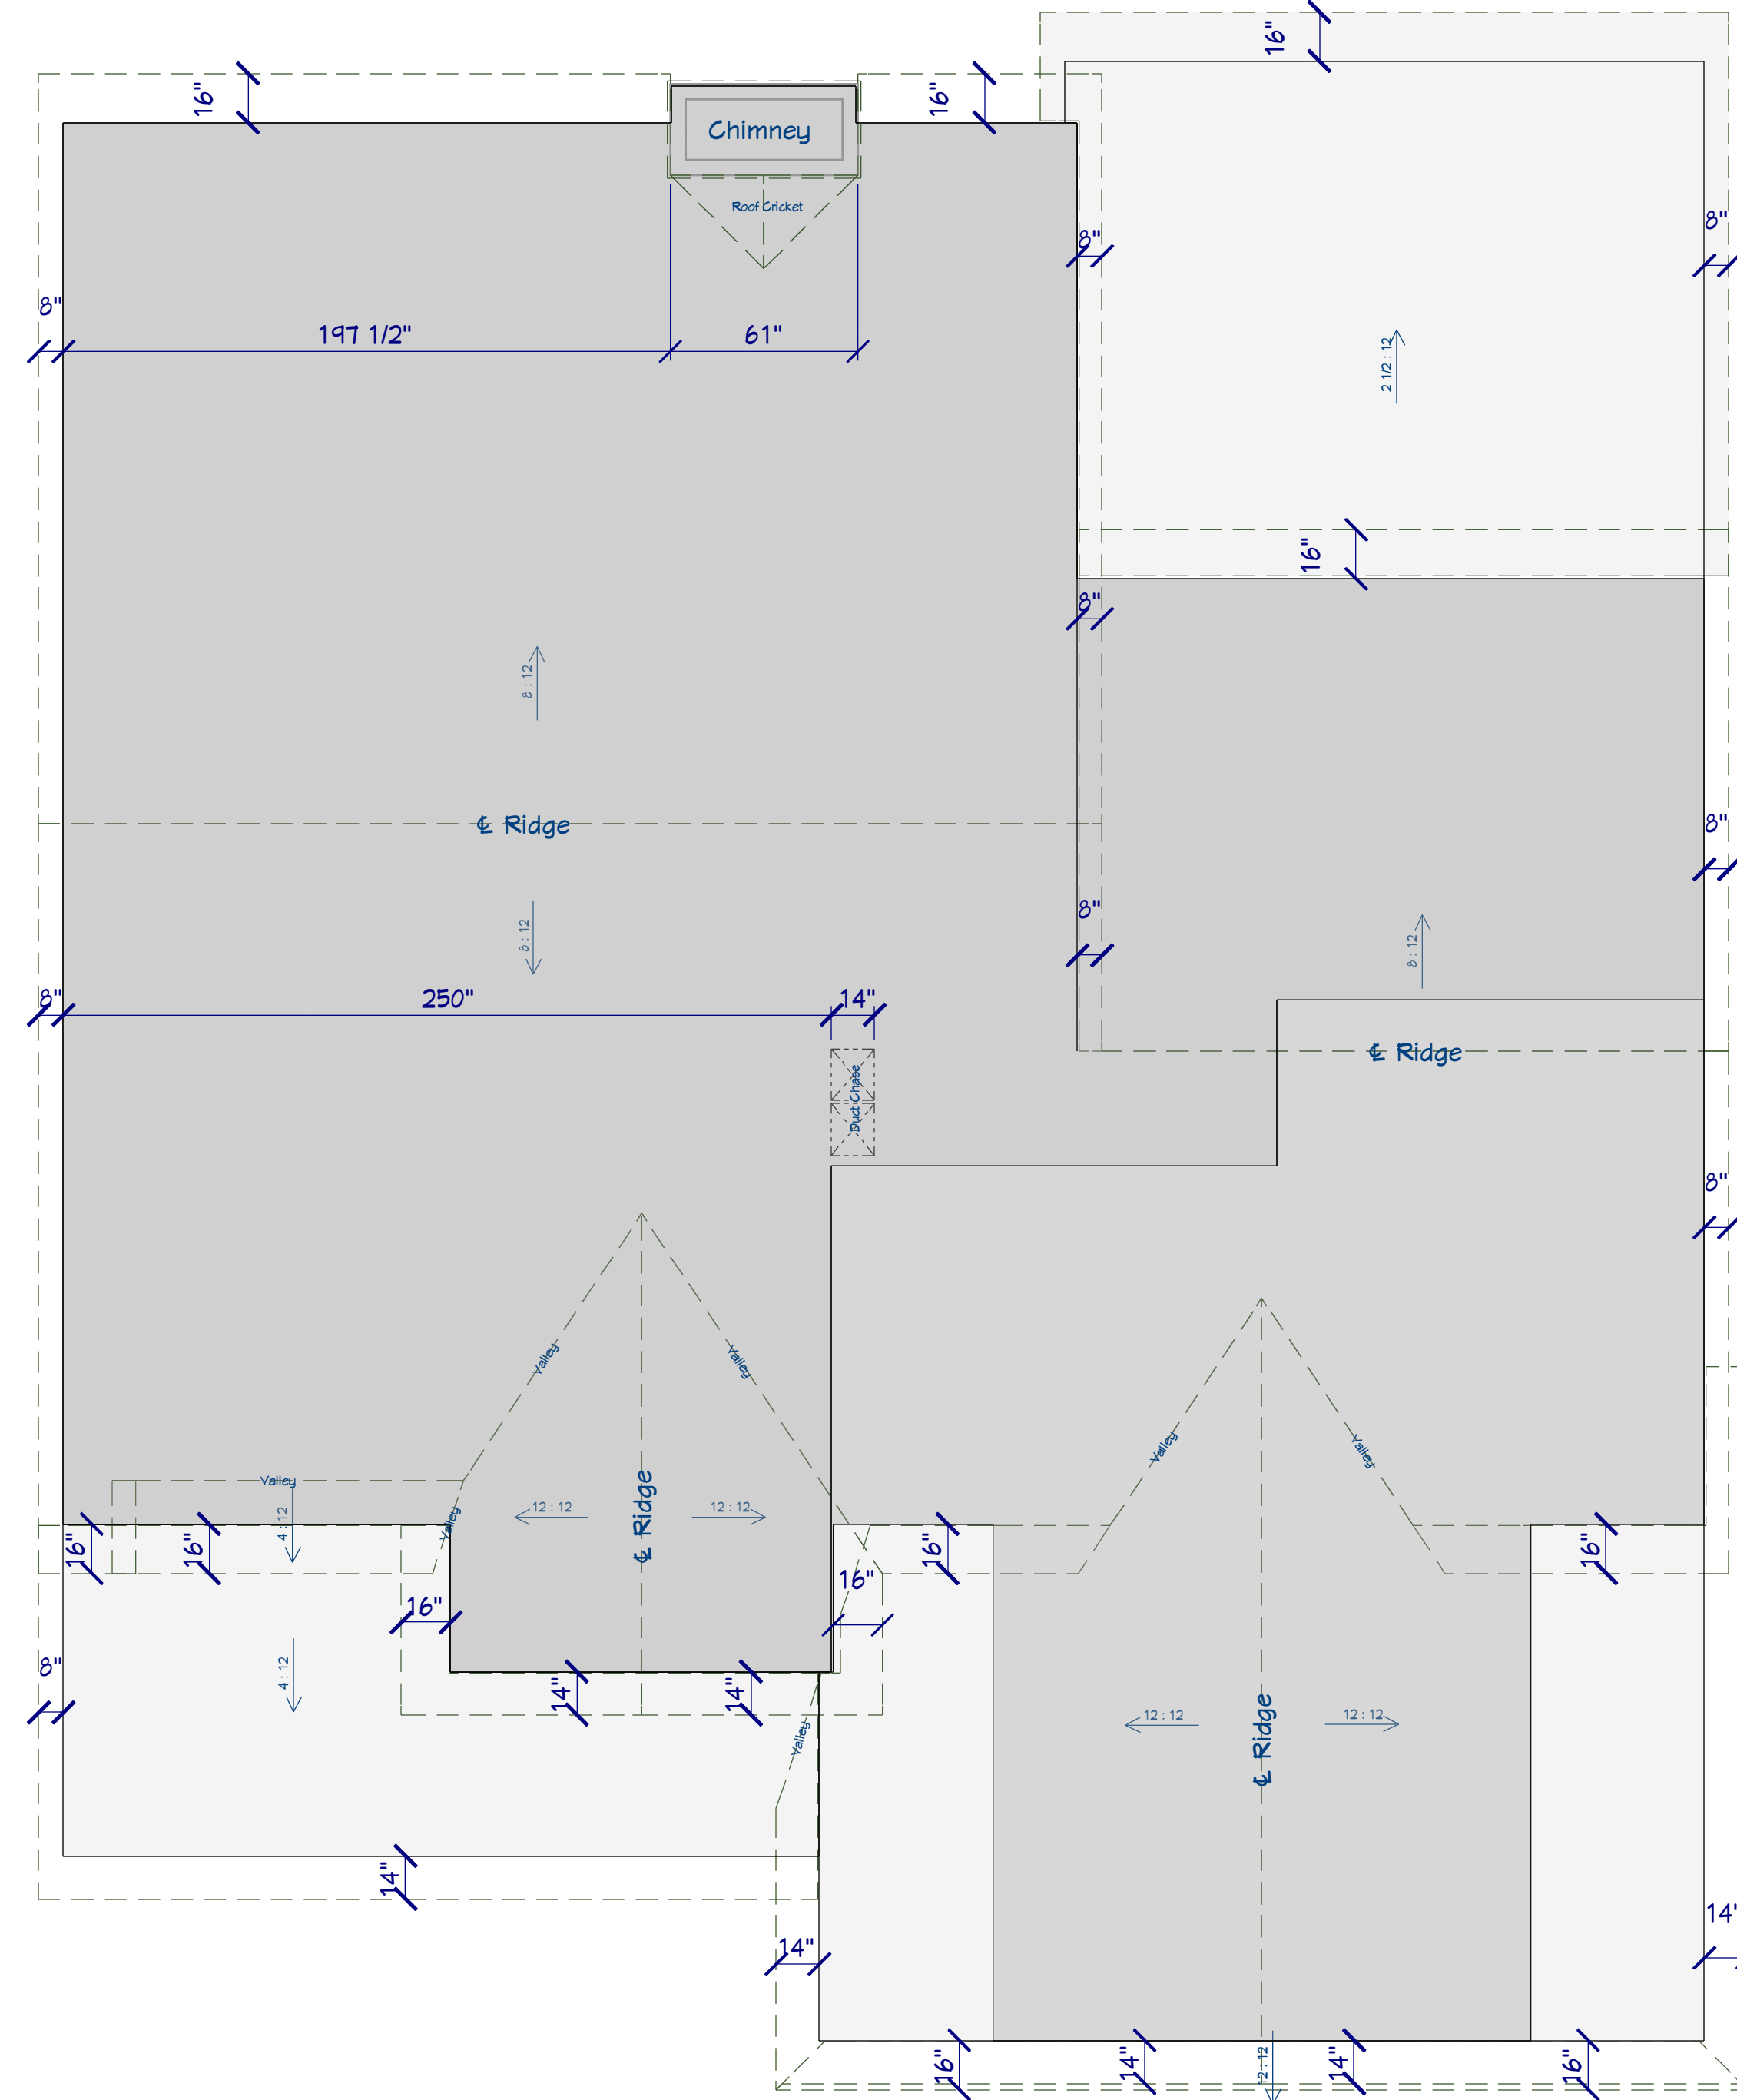 16"
16"
16"
Chimney
Roof Cricket
8"
8"
8"
197 1/2"
61"
2 1/2 : 12
16"
8"
8 : 12
℄ Ridge
8"
8 : 12
8"
8 : 12
8"
250"
14"
℄ Ridge
Duct Chase
8"
Valley
Valley
Valley
Valley
Valley
4 : 12
Valley
12 : 12
12 : 12
℄ Ridge
16"
16"
16"
16"
16"
16"
8"
4 : 12
14"
14"
Valley
12 : 12
12 : 12
℄ Ridge
14"
14"
14"
16"
14"
12 : 12
14"
16"